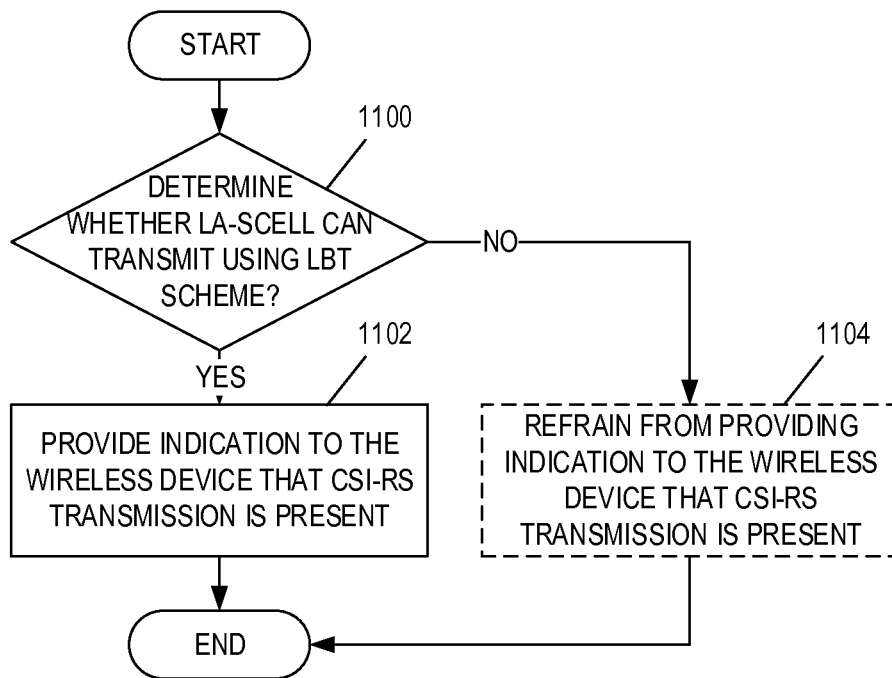 START
1100
DETERMINE
WHETHER LA-SCELL CAN
TRANSMIT USING LBT
SCHEME?
NO
YES
1102
PROVIDE INDICATION TO THE
WIRELESS DEVICE THAT CSI-RS
TRANSMISSION IS PRESENT
1104
REFRAIN FROM PROVIDING
INDICATION TO THE WIRELESS
DEVICE THAT CSI-RS
TRANSMISSION IS PRESENT
END